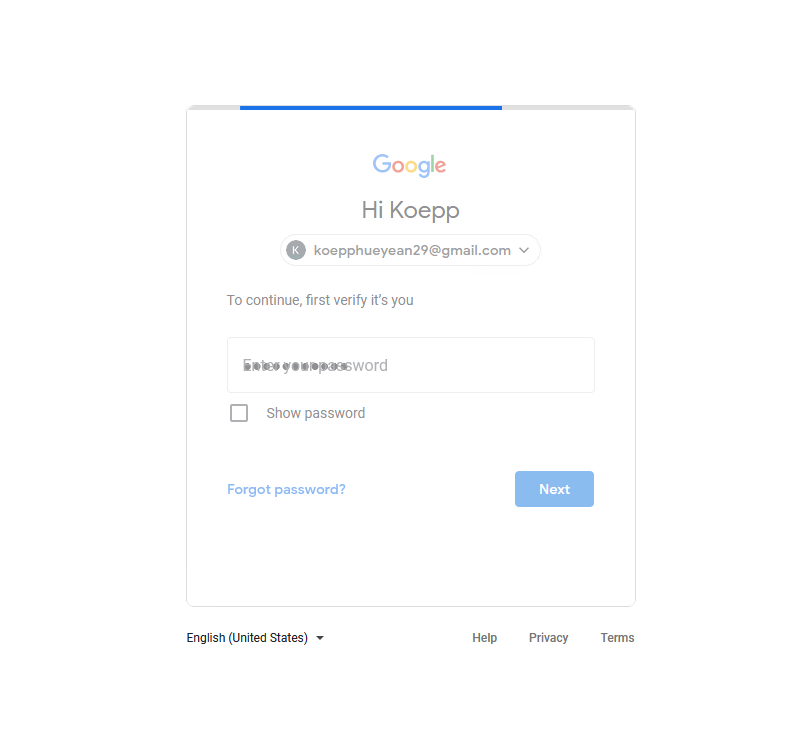 Google
Hi Koepp
K koepphueyean29@gmail.com
To continue, first verify it’s you
Enter your password
Show password
Forgot password? Next
English (United States) Help Privacy Terms